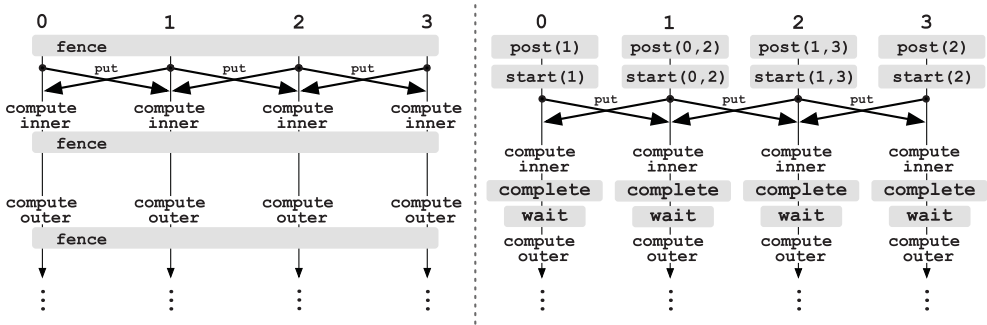 0 1 2 3
fence
put put put
compute compute compute compute
inner inner inner inner
fence
compute compute compute compute
outer outer outer outer
fence
0 1 2 3
post(1) post(0,2) post(1,3) post(2)
start(1) start(0,2) start(1,3) start(2)
put put put
compute compute compute compute
inner inner inner inner
complete complete complete complete
wait wait wait wait
compute compute compute compute
outer outer outer outer